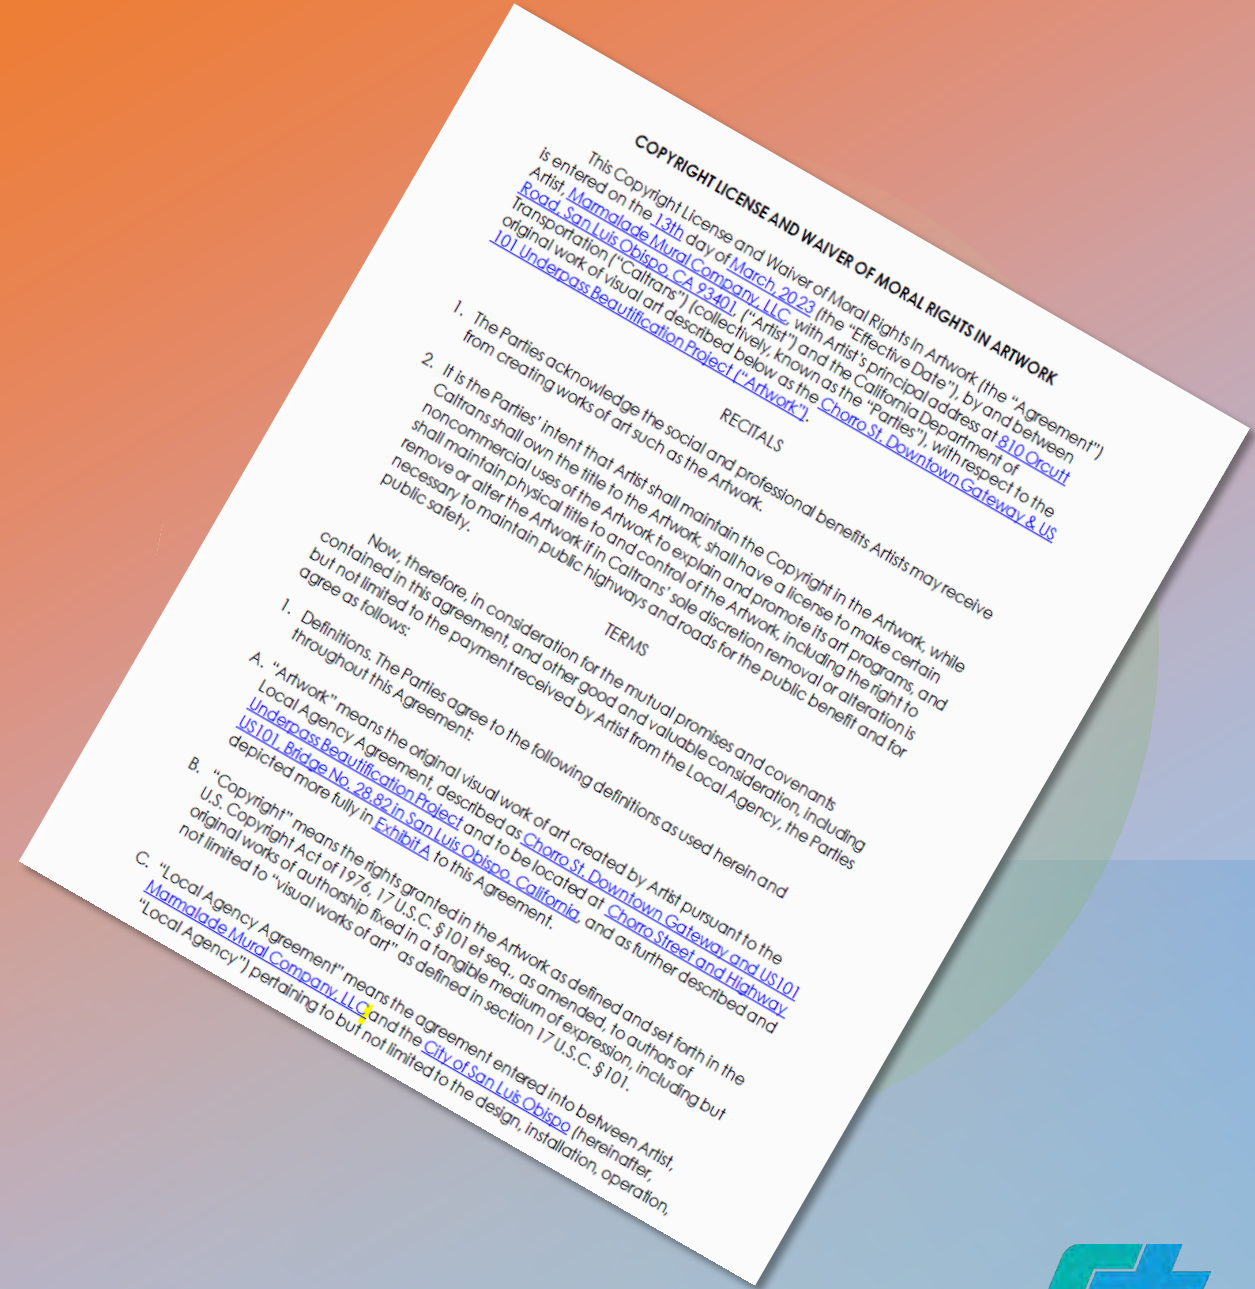 COPYRIGHT LICENSE AND WAIVER OF MORAL RIGHTS IN ARTWORK
This Copyright License and Waiver of Moral Rights In Artwork (the “Agreement”)
is entered on the 13th day of March, 2023 (the “Effective Date”), by and between
Artist, Marmalade Mural Company, LLC, with Artist’s principal address at 810 Orcutt
Road, San Luis Obispo, CA 93401, (“Artist”) and the California Department of
Transportation (“Caltrans”) (collectively, known as the “Parties”), with respect to the
original work of visual art described below as the Chorro St. Downtown Gateway & US
101 Underpass Beautification Project (“Artwork”).
RECITALS
1. The Parties acknowledge the social and professional benefits Artists may receive
from creating works of art such as the Artwork.
2. It is the Parties’ intent that Artist shall maintain the Copyright in the Artwork, while
Caltrans shall own the title to the Artwork, shall have a license to make certain
noncommercial uses of the Artwork to explain and promote its art programs, and
shall maintain physical title to and control of the Artwork, including the right to
remove or alter the Artwork if in Caltrans’ sole discretion removal or alteration is
necessary to maintain public highways and roads for the public benefit and for
public safety.
TERMS
Now, therefore, in consideration for the mutual promises and covenants
contained in this agreement, and other good and valuable consideration, including
but not limited to the payment received by Artist from the Local Agency, the Parties
agree as follows:
1. Definitions. The Parties agree to the following definitions as used herein and
throughout this Agreement:
A. “Artwork” means the original visual work of art created by Artist pursuant to the
Local Agency Agreement, described as Chorro St. Downtown Gateway and US101
Underpass Beautification Project and to be located at Chorro Street and Highway
US101, Bridge No. 28.82 in San Luis Obispo, California, and as further described and
depicted more fully in Exhibit A to this Agreement.
B. “Copyright” means the rights granted in the Artwork as defined and set forth in the
U.S. Copyright Act of 1976, 17 U.S.C. §101 et seq., as amended, to authors of
original works of authorship fixed in a tangible medium of expression, including but
not limited to “visual works of art” as defined in section 17 U.S.C. §101.
C. “Local Agency Agreement” means the agreement entered into between Artist,
Marmalade Mural Company, LLC and the City of San Luis Obispo (hereinafter,
“Local Agency”) pertaining to but not limited to the design, installation, operation,